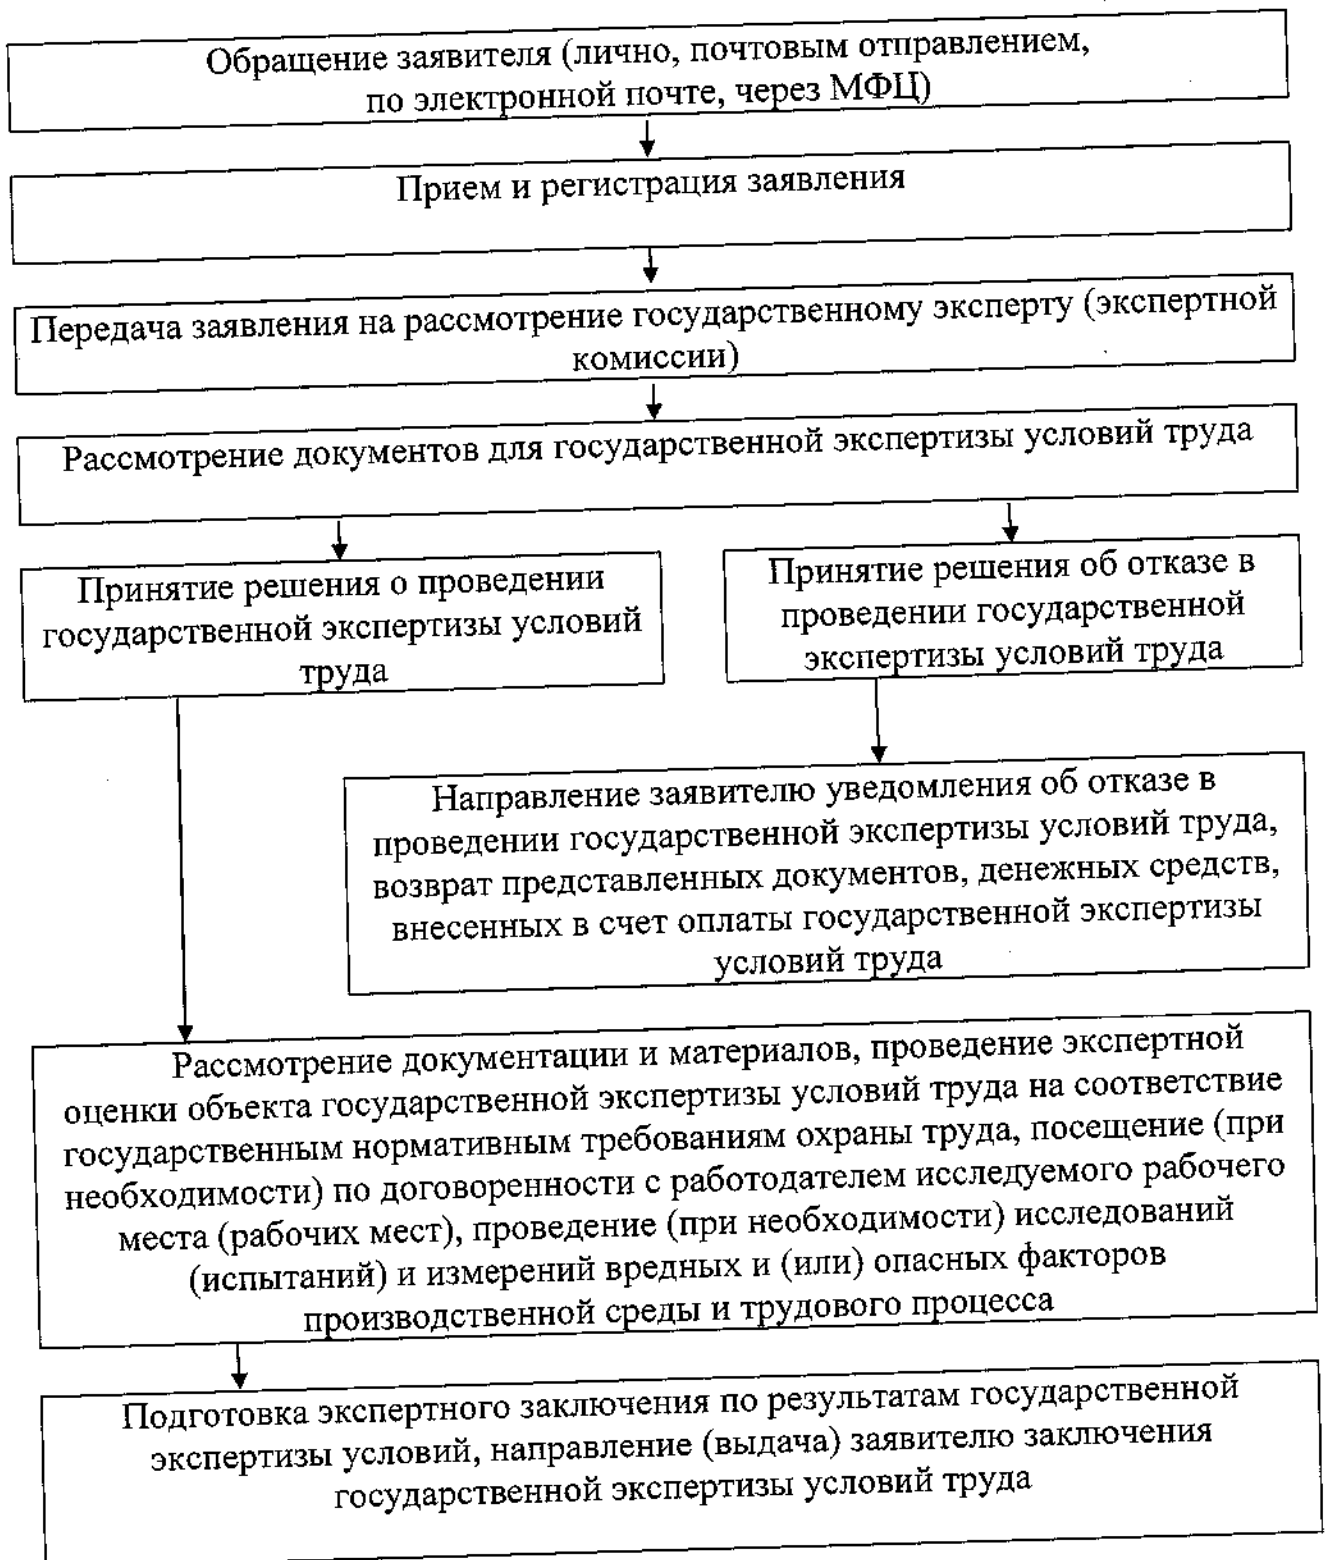 Обращение заявителя (лично, почтовым отправлением,
по электронной почте, через МФЦ)
Прием и регистрация заявления
Передача заявления на рассмотрение государственному эксперту (экспертной
комиссии)
Рассмотрение документов для государственной экспертизы условий труда
Принятие решения о проведении
государственной экспертизы условий
труда
Принятие решения об отказе в
проведении государственной
экспертизы условий труда
Направление заявителю уведомления об отказе в
проведении государственной экспертизы условий труда,
возврат представленных документов, денежных средств,
внесенных в счет оплаты государственной экспертизы
условий труда
Рассмотрение документации и материалов, проведение экспертной
оценки объекта государственной экспертизы условий труда на соответствие
государственным нормативным требованиям охраны труда, посещение (при
необходимости) по договоренности с работодателем исследуемого рабочего
места (рабочих мест), проведение (при необходимости) исследований
(испытаний) и измерений вредных и (или) опасных факторов
производственной среды и трудового процесса
Подготовка экспертного заключения по результатам государственной
экспертизы условий, направление (выдача) заявителю заключения
государственной экспертизы условий труда